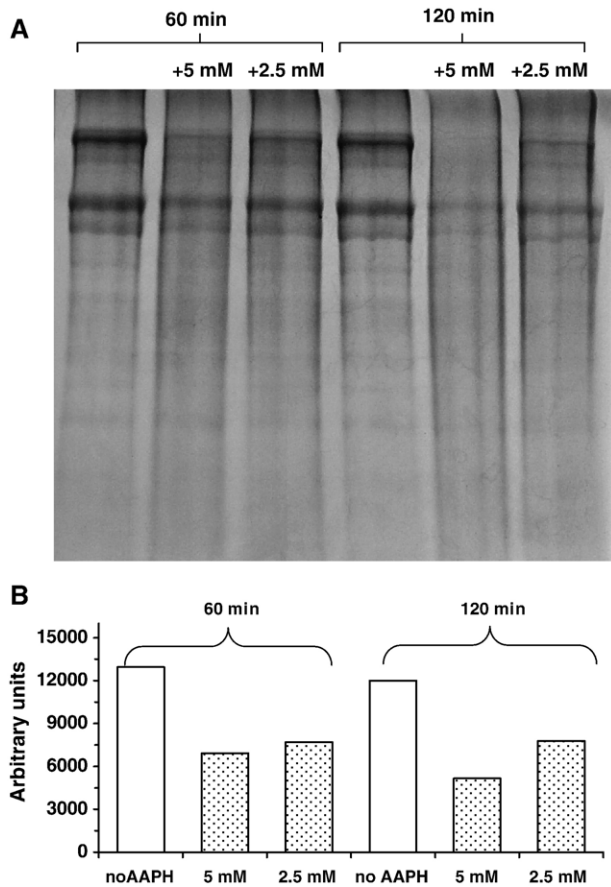 A
60 min
120 min
+5 mM
+2.5 mM
+5 mM
+2.5 mM
B
60 min
120 min
Arbitrary units
15000
12000
9000
6000
3000
0
noAAPH
5 mM
2.5 mM
no AAPH
5 mM
2.5 mM